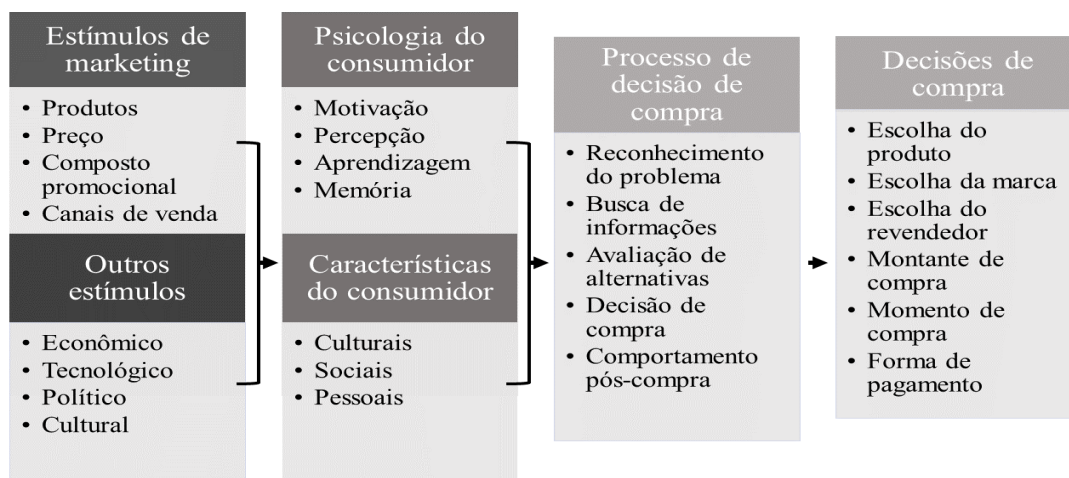 Estímulos de
marketing
• Produtos
• Preço
• Composto
promocional
• Canais de venda
Outros
estímulos
• Econômico
• Tecnológico
• Político
• Cultural
Psicologia do
consumidor
• Motivação
• Percepção
• Aprendizagem
• Memória
Características
do consumidor
• Culturais
• Sociais
• Pessoais
Processo de
decisão de
compra
• Reconhecimento
do problema
• Busca de
informações
• Avaliação de
alternativas
• Decisão de
compra
• Comportamento
pós-compra
Decisões de
compra
• Escolha do
produto
• Escolha da marca
• Escolha do
revendedor
• Montante de
compra
• Momento de
compra
• Forma de
pagamento